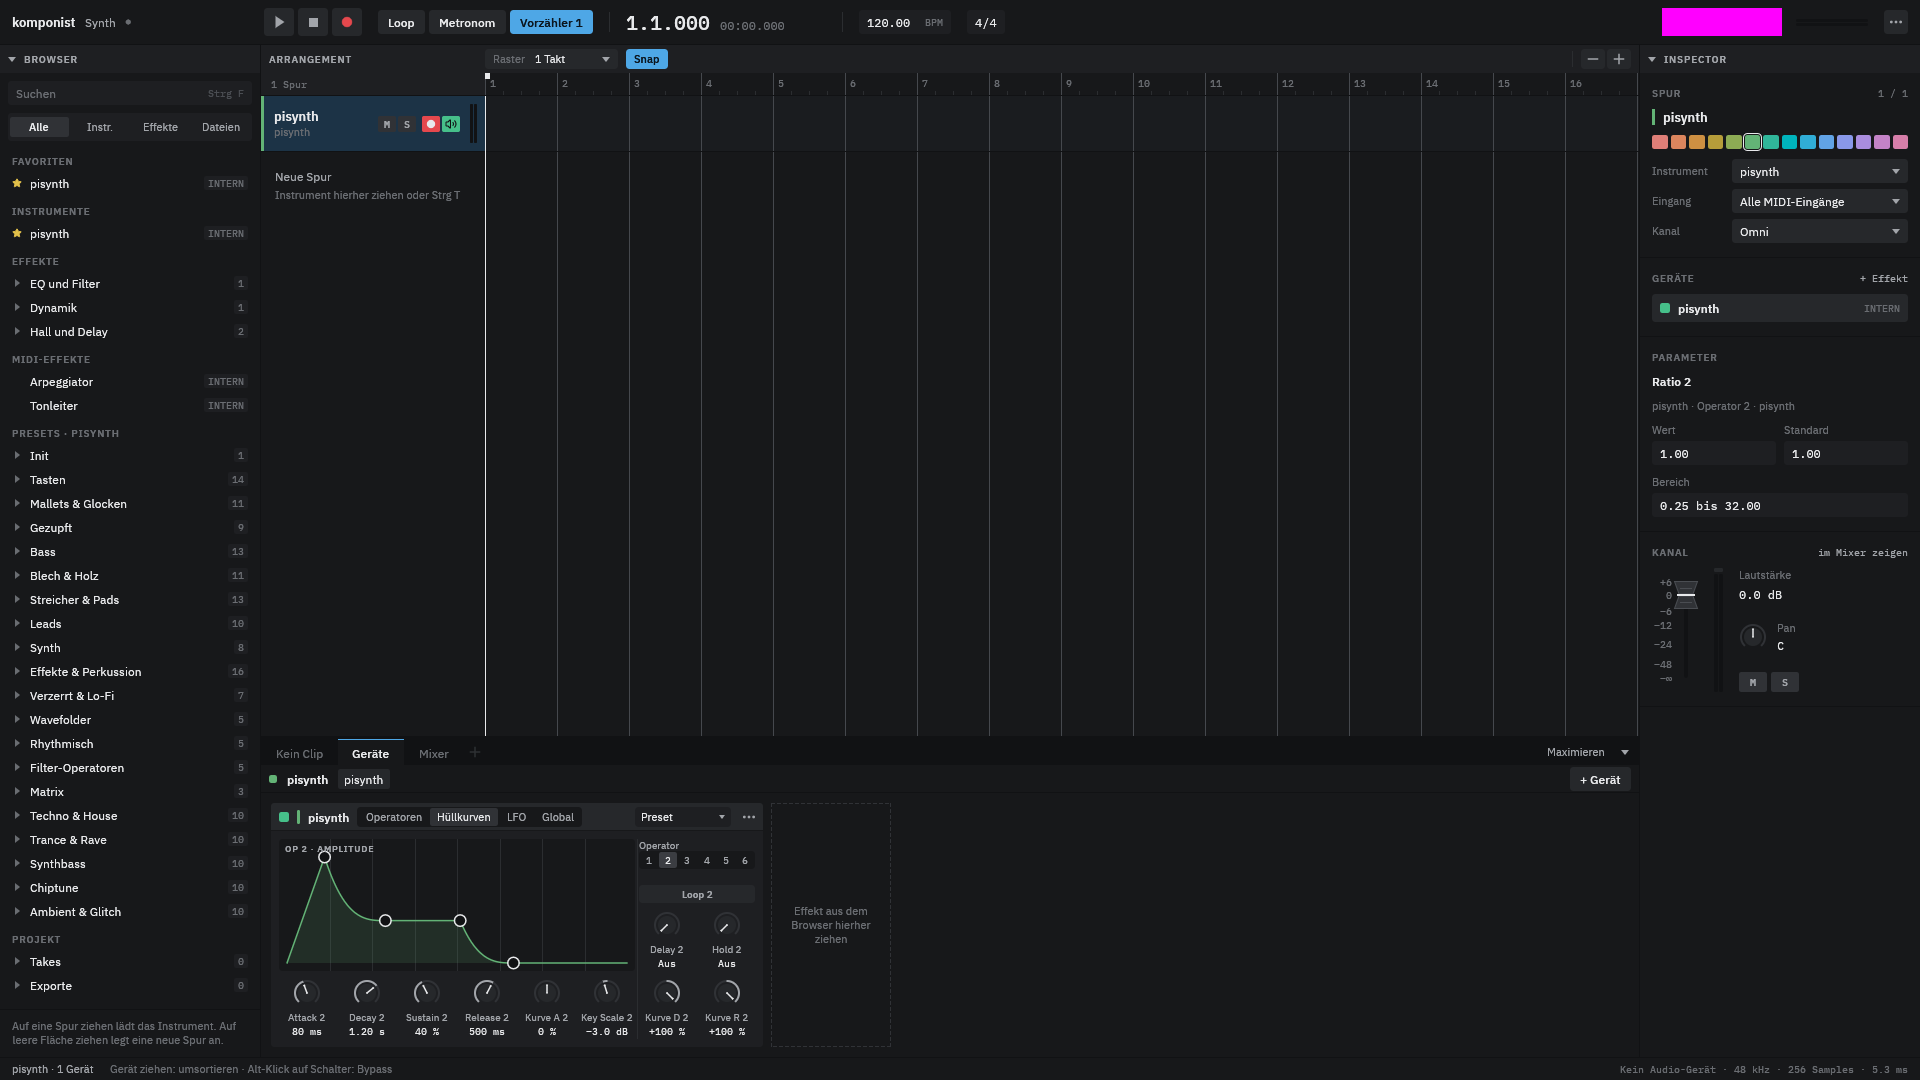 komponist Synth
Loop Metronom Vorzähler 1
1.1.000 00:00.000
120.00 BPM 4/4
BROWSER
Suchen Strg F
Alle Instr. Effekte Dateien
FAVORITEN
pisynth INTERN
INSTRUMENTE
pisynth INTERN
EFFEKTE
EQ und Filter 1
Dynamik 1
Hall und Delay 2
MIDI-EFFEKTE
Arpeggiator INTERN
Tonleiter INTERN
PRESETS · PISYNTH
Init 1
Tasten 14
Mallets & Glocken 11
Gezupft 9
Bass 13
Blech & Holz 11
Streicher & Pads 13
Leads 10
Synth 8
Effekte & Perkussion 16
Verzerrt & Lo-Fi 7
Wavefolder 5
Rhythmisch 5
Filter-Operatoren 5
Matrix 3
Techno & House 10
Trance & Rave 10
Synthbass 10
Chiptune 10
Ambient & Glitch 10
PROJEKT
Takes 0
Exporte 0
Auf eine Spur ziehen lädt das Instrument. Auf
leere Fläche ziehen legt eine neue Spur an.
ARRANGEMENT
Raster 1 Takt Snap
1 Spur
1 2 3 4 5 6 7 8 9 10 11 12 13 14 15 16
pisynth
pisynth
M S
Neue Spur
Instrument hierher ziehen oder Strg T
Kein Clip Geräte Mixer +
Maximieren
pisynth pisynth
+ Gerät
pisynth Operatoren Hüllkurven LFO Global Preset
OP 2 · AMPLITUDE
Operator
1 2 3 4 5 6
Loop 2
Delay 2 Hold 2
Aus Aus
Attack 2 Decay 2 Sustain 2 Release 2 Kurve A 2 Key Scale 2 Kurve D 2 Kurve R 2
80 ms 1.20 s 40 % 500 ms 0 % −3.0 dB +100 % +100 %
Effekt aus dem
Browser hierher
ziehen
INSPECTOR
SPUR 1 / 1
pisynth
Instrument pisynth
Eingang Alle MIDI-Eingänge
Kanal Omni
GERÄTE + Effekt
pisynth INTERN
PARAMETER
Ratio 2
pisynth · Operator 2 · pisynth
Wert Standard
1.00 1.00
Bereich
0.25 bis 32.00
KANAL im Mixer zeigen
+6
0
−6
−12
−24
−48
−∞
Lautstärke
0.0 dB
Pan
C
M S
pisynth · 1 Gerät Gerät ziehen: umsortieren · Alt-Klick auf Schalter: Bypass
Kein Audio-Gerät · 48 kHz · 256 Samples · 5.3 ms